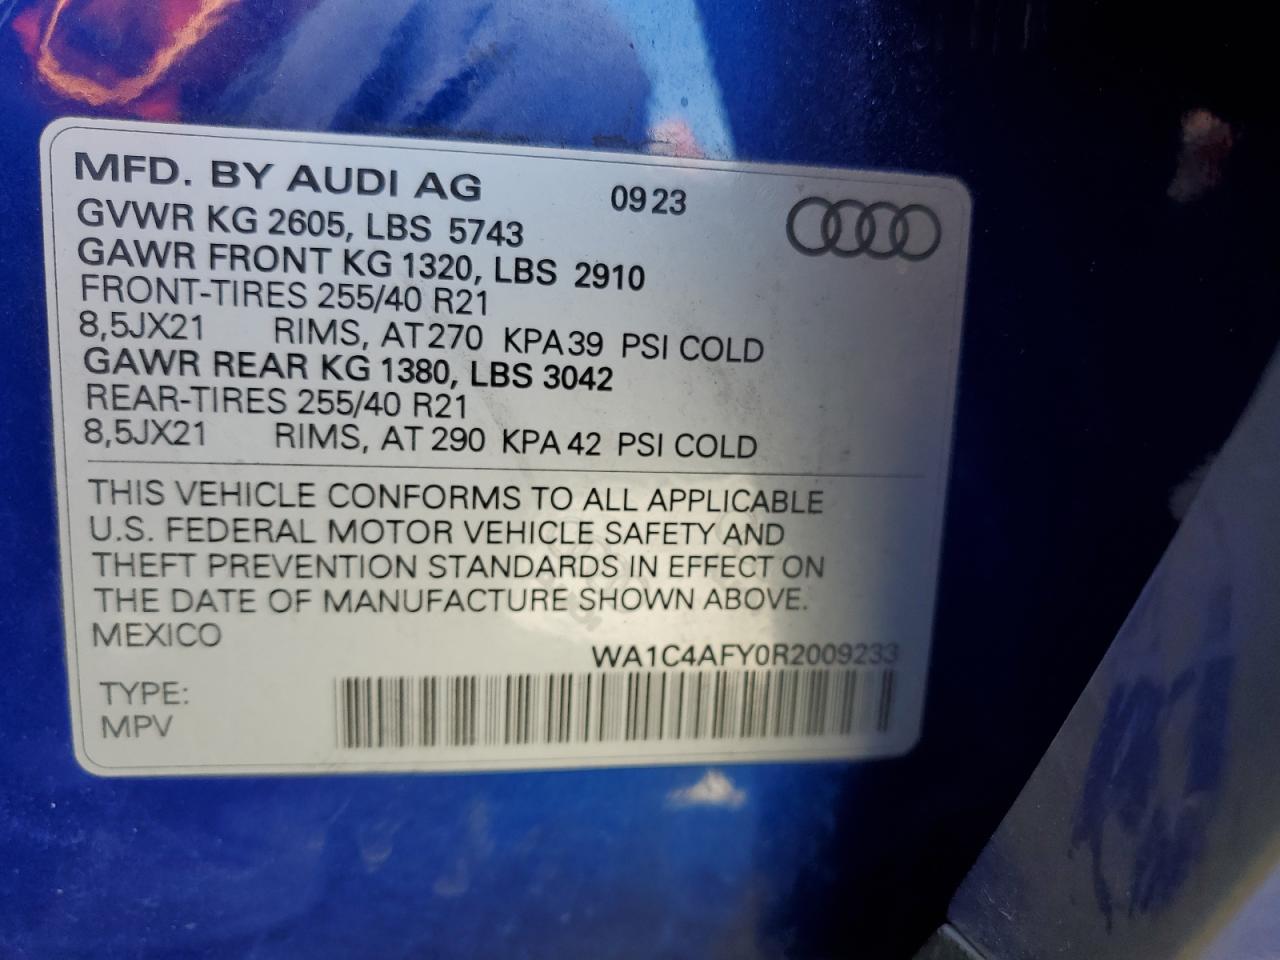 MFD. BY AUDI AG 09 23
GVWR KG 2605, LBS 5743
GAWR FRONT KG 1320, LBS 2910
FRONT-TIRES 255/40 R21
8,5JX21 RIMS, AT 270 KPA 39 PSI COLD
GAWR REAR KG 1380, LBS 3042
REAR-TIRES 255/40 R21
8,5JX21 RIMS, AT 290 KPA 42 PSI COLD
THIS VEHICLE CONFORMS TO ALL APPLICABLE
U.S. FEDERAL MOTOR VEHICLE SAFETY AND
THEFT PREVENTION STANDARDS IN EFFECT ON
THE DATE OF MANUFACTURE SHOWN ABOVE.
MEXICO
WA1C4AFY0R2009233
TYPE:
MPV